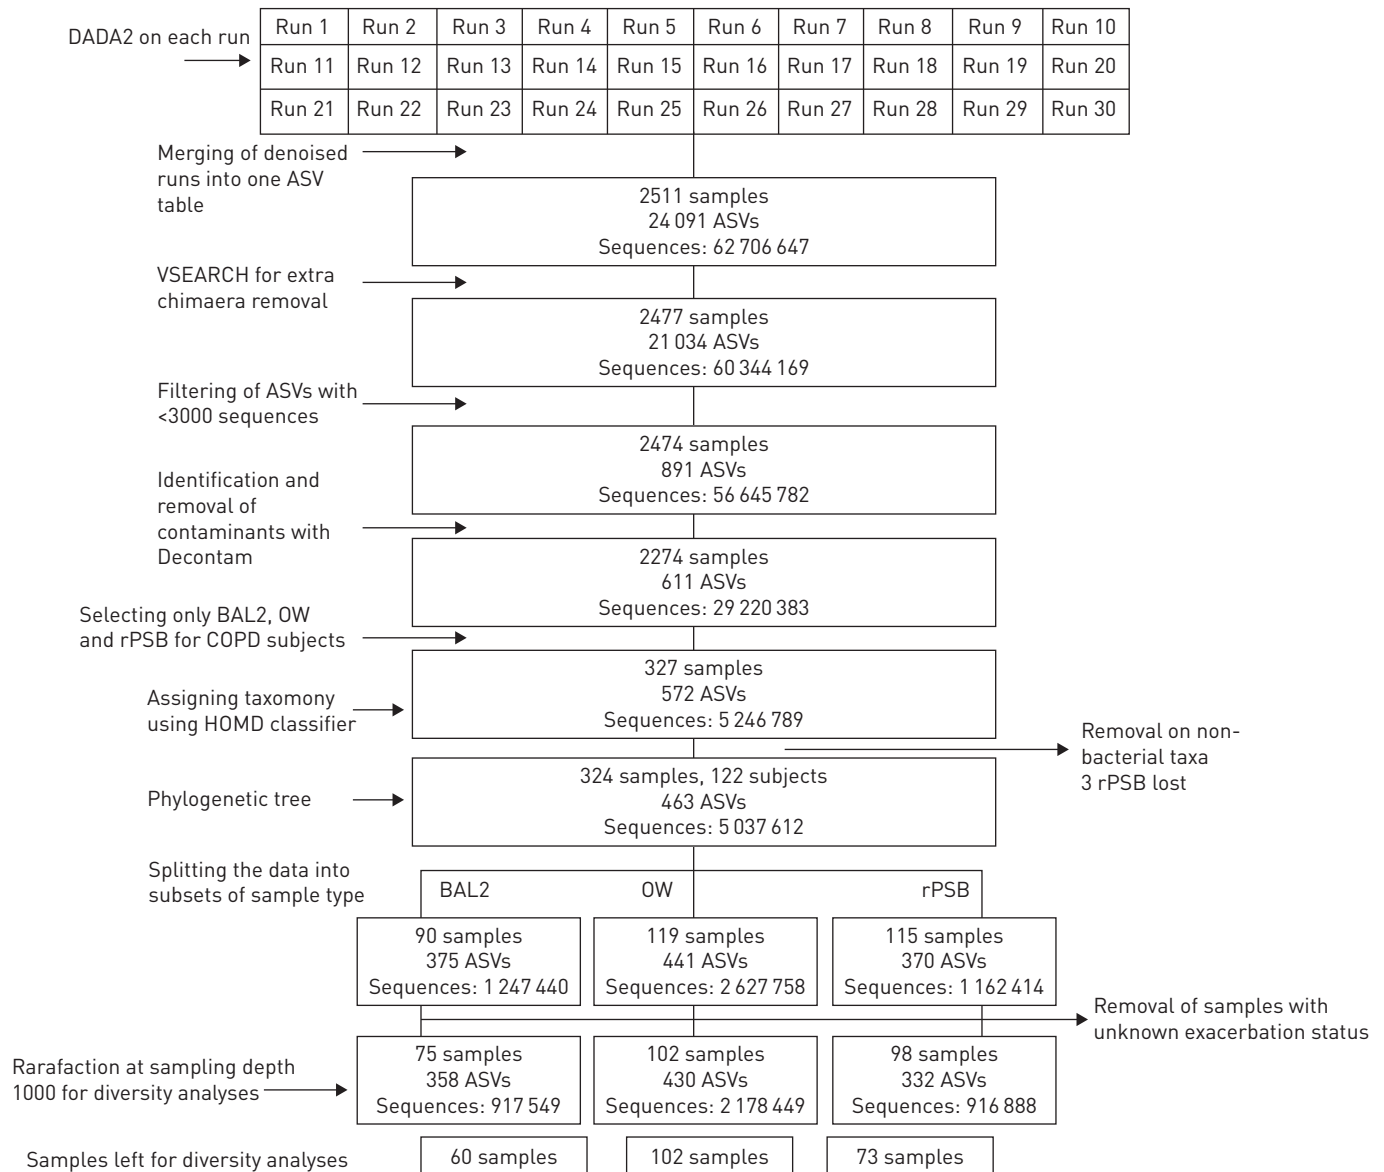 DADA2 on each run
Run 1 Run 2 Run 3 Run 4 Run 5 Run 6 Run 7 Run 8 Run 9 Run 10
Run 11 Run 12 Run 13 Run 14 Run 15 Run 16 Run 17 Run 18 Run 19 Run 20
Run 21 Run 22 Run 23 Run 24 Run 25 Run 26 Run 27 Run 28 Run 29 Run 30
Merging of denoised
runs into one ASV
table
2511 samples
24 091 ASVs
Sequences: 62 706 647
VSEARCH for extra
chimaera removal
2477 samples
21 034 ASVs
Sequences: 60 344 169
Filtering of ASVs with
<3000 sequences
2474 samples
891 ASVs
Sequences: 56 645 782
Identification and
removal of
contaminants with
Decontam
2274 samples
611 ASVs
Sequences: 29 220 383
Selecting only BAL2, OW
and rPSB for COPD subjects
327 samples
572 ASVs
Sequences: 5 246 789
Assigning taxomony
using HOMD classifier
Removal on non-
bacterial taxa
3 rPSB lost
324 samples, 122 subjects
463 ASVs
Sequences: 5 037 612
Phylogenetic tree
Splitting the data into
subsets of sample type
BAL2 OW rPSB
90 samples
375 ASVs
Sequences: 1 247 440
119 samples
441 ASVs
Sequences: 2 627 758
115 samples
370 ASVs
Sequences: 1 162 414
Removal of samples with
unknown exacerbation status
Rarafaction at sampling depth
1000 for diversity analyses
75 samples
358 ASVs
Sequences: 917 549
102 samples
430 ASVs
Sequences: 2 178 449
98 samples
332 ASVs
Sequences: 916 888
Samples left for diversity analyses
60 samples 102 samples 73 samples